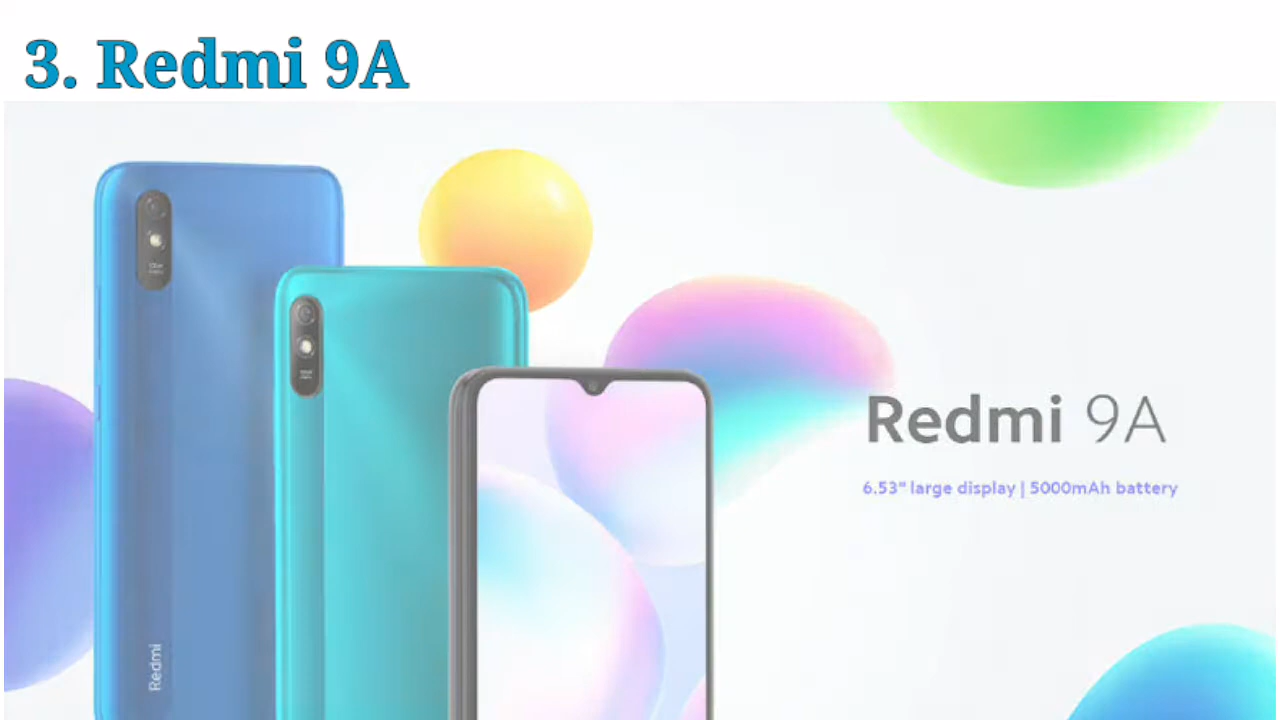 3. Redmi 9A
Redmi 9A
6.53" large display | 5000mAh battery
Redmi